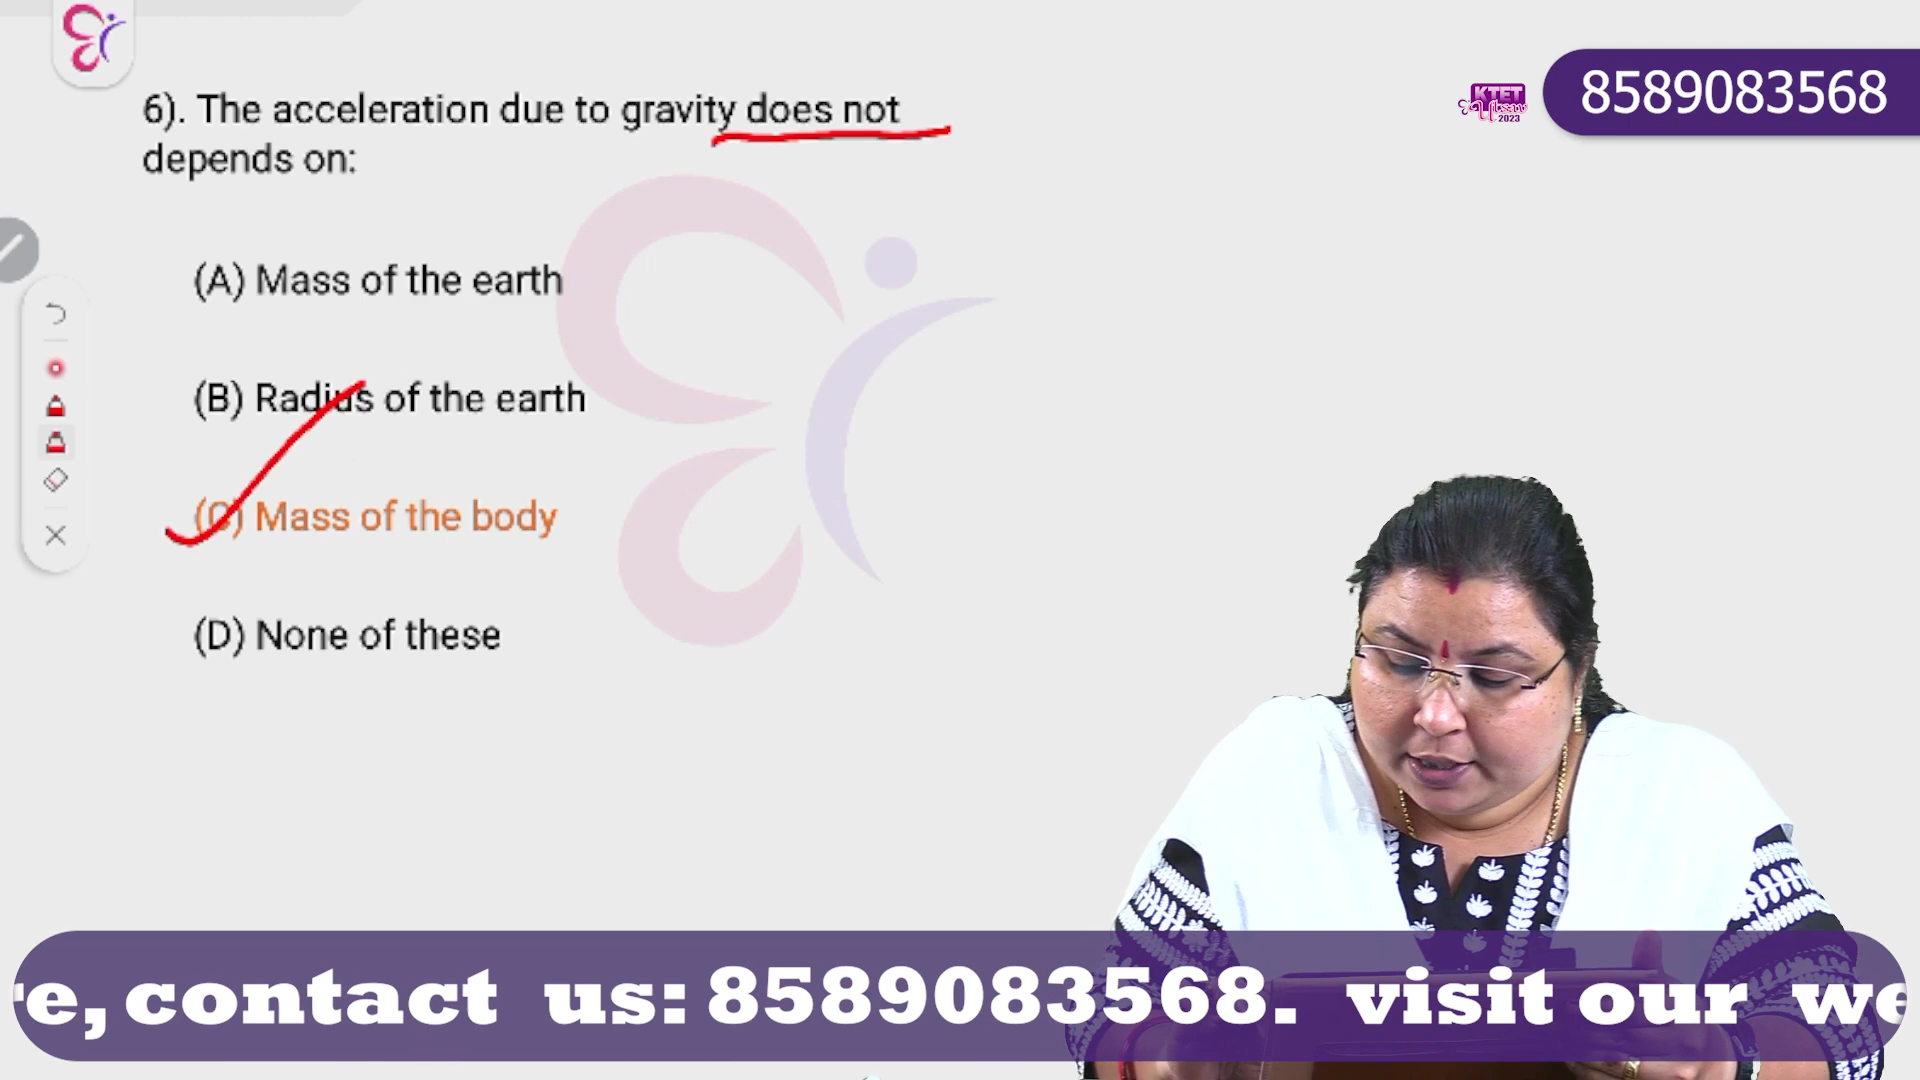 8589083568
KTET
Utsav
2023
6). The acceleration due to gravity does not
depends on:
(A) Mass of the earth
(B) Radius of the earth
(C) Mass of the body
(D) None of these
contact us: 8589083568. visit our